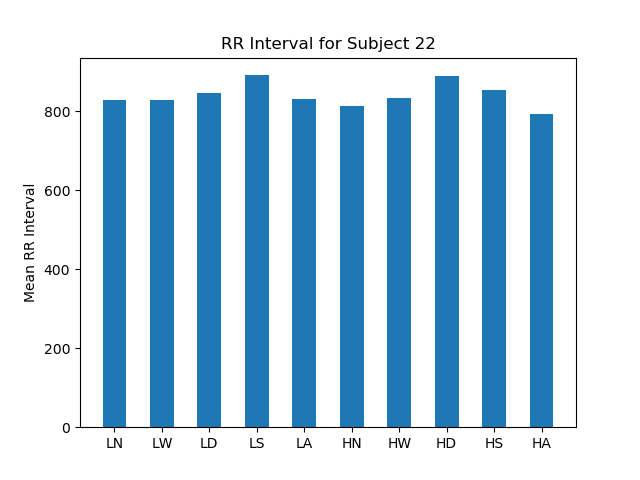 RR Interval for Subject 22
Mean RR Interval
800
600
400
200
0
LN LW LD LS LA HN HW HD HS HA